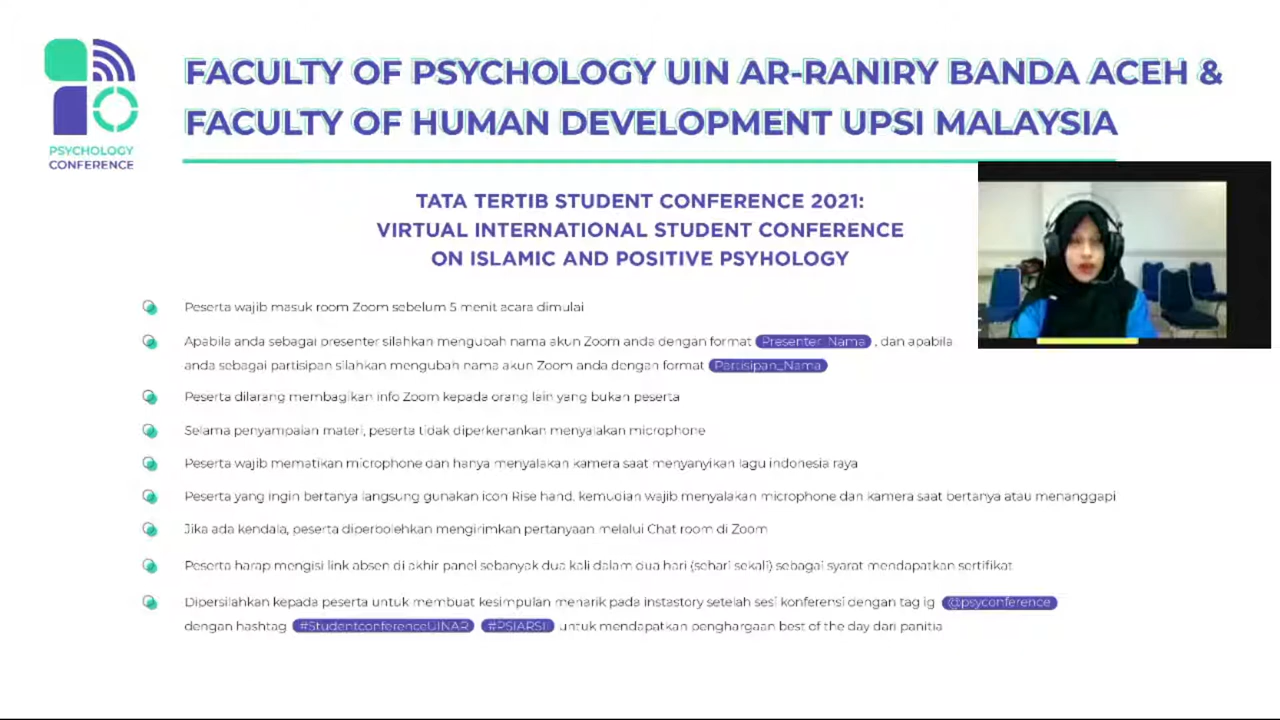 FACULTY OF PSYCHOLOGY UIN AR-RANIRY BANDA ACEH &
FACULTY OF HUMAN DEVELOPMENT UPSI MALAYSIA
PSYCHOLOGY
CONFERENCE
TATA TERTIB STUDENT CONFERENCE 2021:
VIRTUAL INTERNATIONAL STUDENT CONFERENCE
ON ISLAMIC AND POSITIVE PSYHOLOGY
Peserta wajib masuk room Zoom sebelum 5 menit acara dimulai
Apabila anda sebagai presenter silahkan mengubah nama akun Zoom anda dengan format Presenter_Nama , dan apabila
anda sebagai partisipan silahkan mengubah nama akun Zoom anda dengan format Partisipan_Nama
Peserta dilarang membagikan info Zoom kepada orang lain yang bukan peserta
Selama penyampaian materi, peserta tidak diperkenankan menyalakan microphone
Peserta wajib mematikan microphone dan hanya menyalakan kamera saat menyanyikan lagu indonesia raya
Peserta yang ingin bertanya langsung gunakan icon Rise hand, kemudian wajib menyalakan microphone dan kamera saat bertanya atau menanggapi
Jika ada kendala, peserta diperbolehkan mengirimkan pertanyaan melalui Chat room di Zoom
Peserta harap mengisi link absen di akhir panel sebanyak dua kali dalam dua hari (sehari sekali) sebagai syarat mendapatkan sertifikat
Dipersilahkan kepada peserta untuk membuat kesimpulan menarik pada instastory setelah sesi konferensi dengan tag ig @psyconference
dengan hashtag #StudentconferenceUINAR #PSIARSI untuk mendapatkan penghargaan best of the day dari panitia